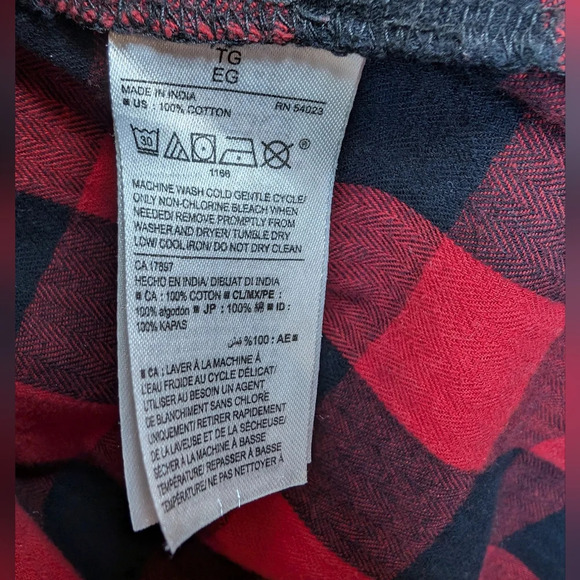 TG
EG
MADE IN INDIA
■ US : 100% COTTON RN 54023
30
®
1166
MACHINE WASH COLD GENTLE CYCLE/
ONLY NON-CHLORINE BLEACH WHEN
NEEDED/ REMOVE PROMPTLY FROM
WASHER AND DRYER/ TUMBLE DRY
LOW/ COOL IRON/ DO NOT DRY CLEAN
CA 17897
HECHO EN INDIA/ DIBUAT DI INDIA
■ CA : 100% COTON ■ CL/MX/PE :
100% algodón ■ JP : 100% 綿 ■ ID :
100% KAPAS
■ AE : 100% قطن
■ CA : LAVER À LA MACHINE À
L'EAU FROIDE AU CYCLE DÉLICAT/
UTILISER AU BESOIN UN AGENT
DE BLANCHIMENT SANS CHLORE
UNIQUEMENT/ RETIRER RAPIDEMENT
DE LA LAVEUSE ET DE LA SÉCHEUSE/
SÉCHER À LA MACHINE À BASSE
TEMPÉRATURE/ REPASSER À BASSE
TEMPÉRATURE/ NE PAS NETTOYER À